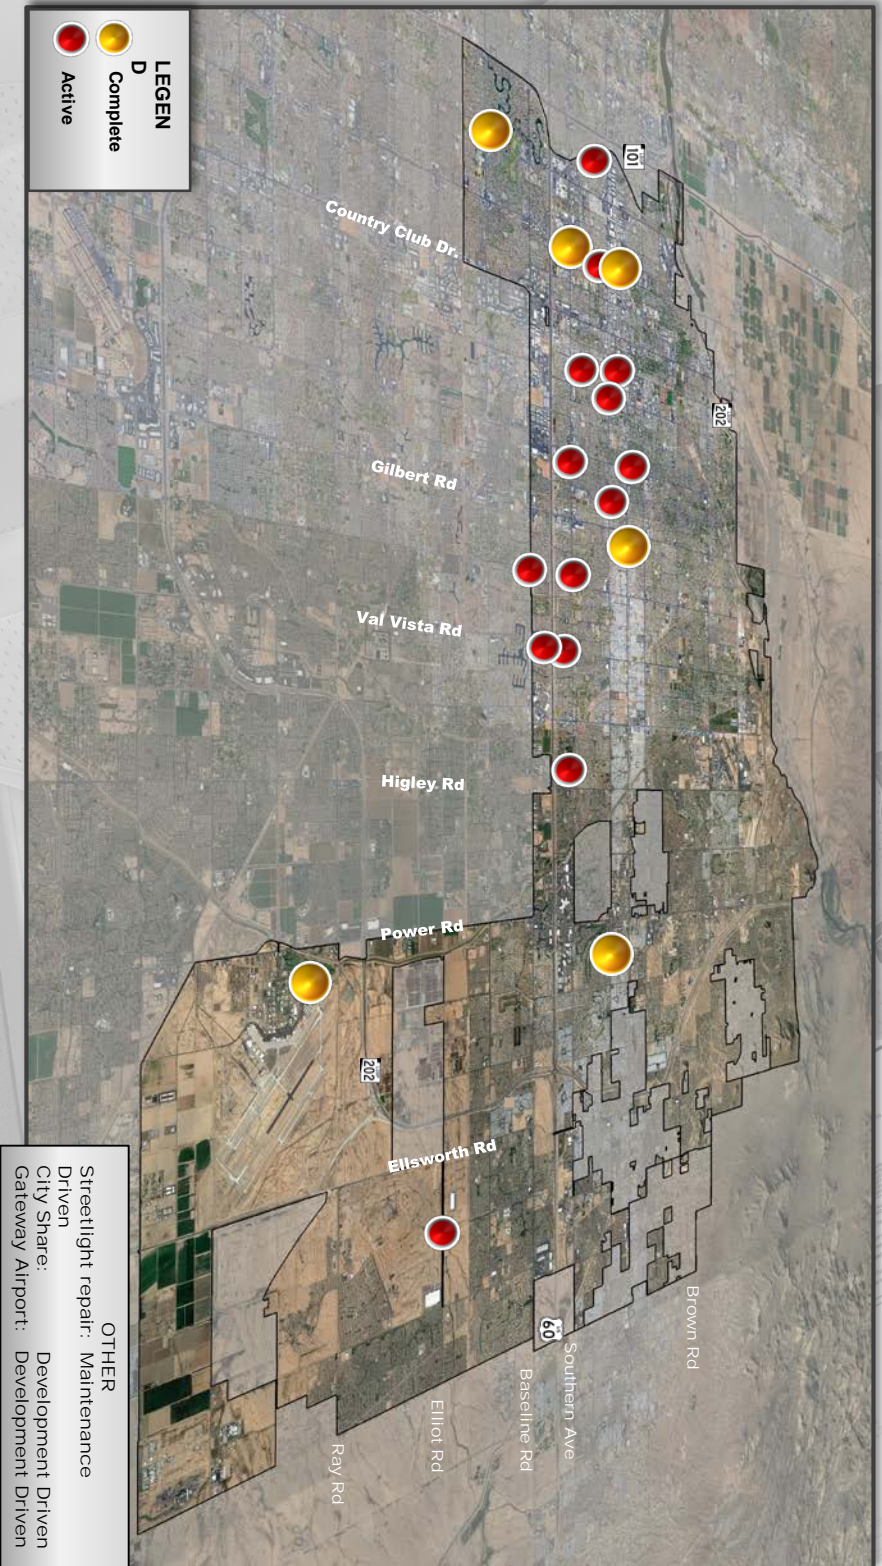 LEGEN
D
Complete
Active
101
202
Country Club Dr.
Gilbert Rd
Val Vista Rd
Higley Rd
Power Rd
Ellsworth Rd
202
60
Brown Rd
Southern Ave
Baseline Rd
Elliot Rd
Ray Rd
OTHER
Streetlight repair: Maintenance
Driven
City Share: Development Driven
Gateway Airport: Development Driven